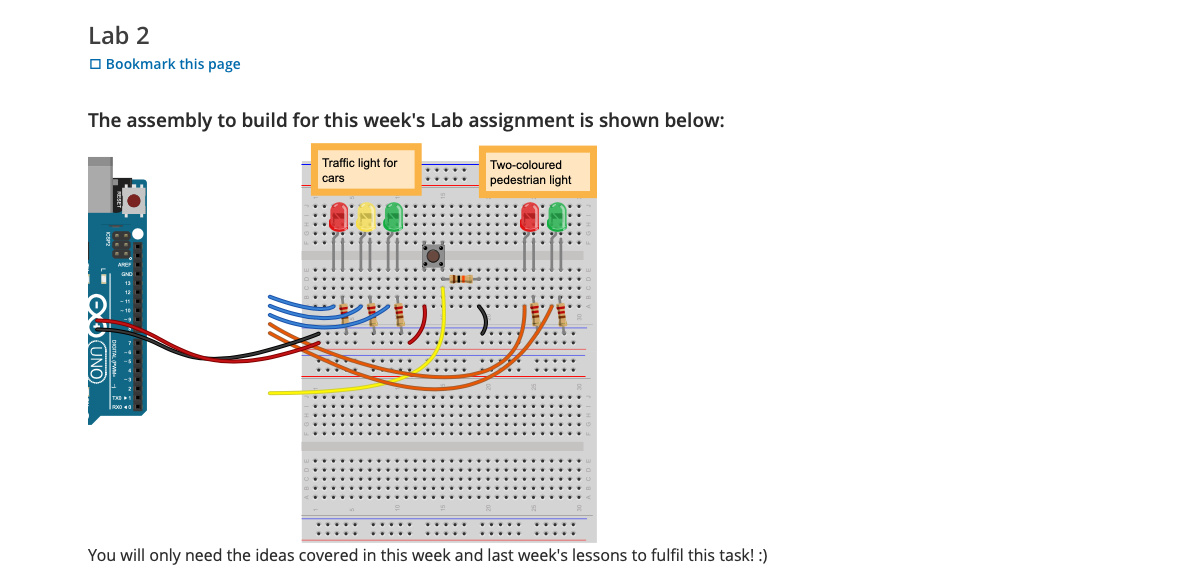 Lab 2
Bookmark this page
The assembly to build for this week's Lab assignment is shown below:
Traffic light for
cars
Two-coloured
pedestrian light
RESET
ICSP2
L
AREF
GND
13
12
~11
~10
~9
8
7
~6
~5
4
~3
2
TX0 ▸ 1
RX0 ◂ 0
DIGITAL (PWM~)
UNO
You will only need the ideas covered in this week and last week's lessons to fulfil this task! :)